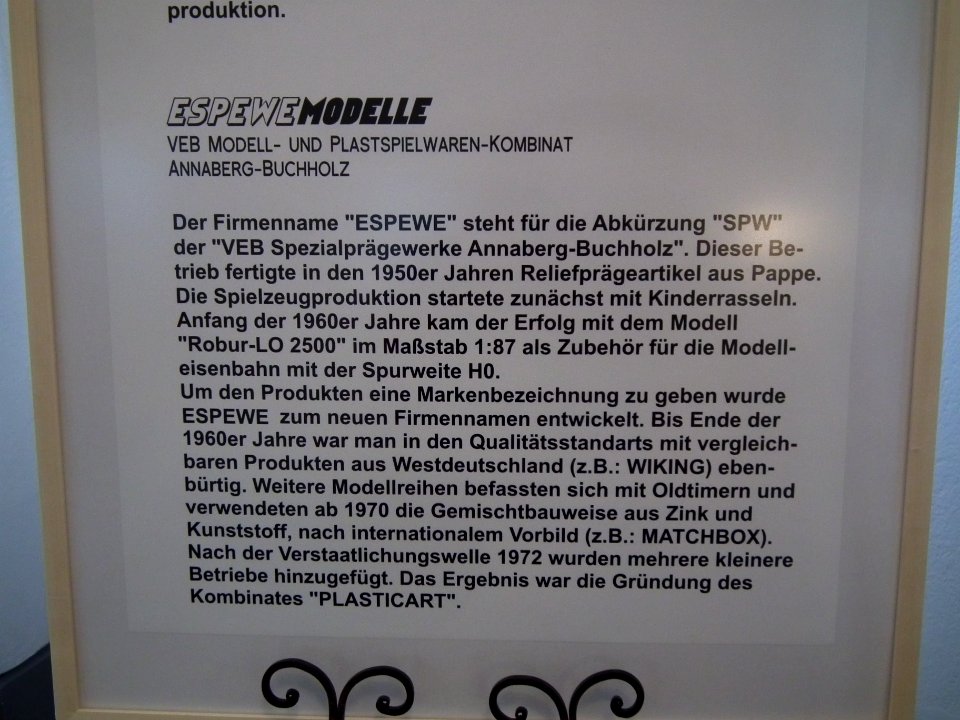 produktion.
ESPEWEMODELLE
VEB MODELL- UND PLASTSPIELWAREN-KOMBINAT
ANNABERG-BUCHHOLZ
Der Firmenname "ESPEWE" steht für die Abkürzung "SPW"
der "VEB Spezialprägewerke Annaberg-Buchholz". Dieser Be-
trieb fertigte in den 1950er Jahren Reliefprägeartikel aus Pappe.
Die Spielzeugproduktion startete zunächst mit Kinderrasseln.
Anfang der 1960er Jahre kam der Erfolg mit dem Modell
"Robur-LO 2500" im Maßstab 1:87 als Zubehör für die Modell-
eisenbahn mit der Spurweite H0.
Um den Produkten eine Markenbezeichnung zu geben wurde
ESPEWE zum neuen Firmennamen entwickelt. Bis Ende der
1960er Jahre war man in den Qualitätsstandarts mit vergleich-
baren Produkten aus Westdeutschland (z.B.: WIKING) eben-
bürtig. Weitere Modellreihen befassten sich mit Oldtimern und
verwendeten ab 1970 die Gemischtbauweise aus Zink und
Kunststoff, nach internationalem Vorbild (z.B.: MATCHBOX).
Nach der Verstaatlichungswelle 1972 wurden mehrere kleinere
Betriebe hinzugefügt. Das Ergebnis war die Gründung des
Kombinates "PLASTICART".